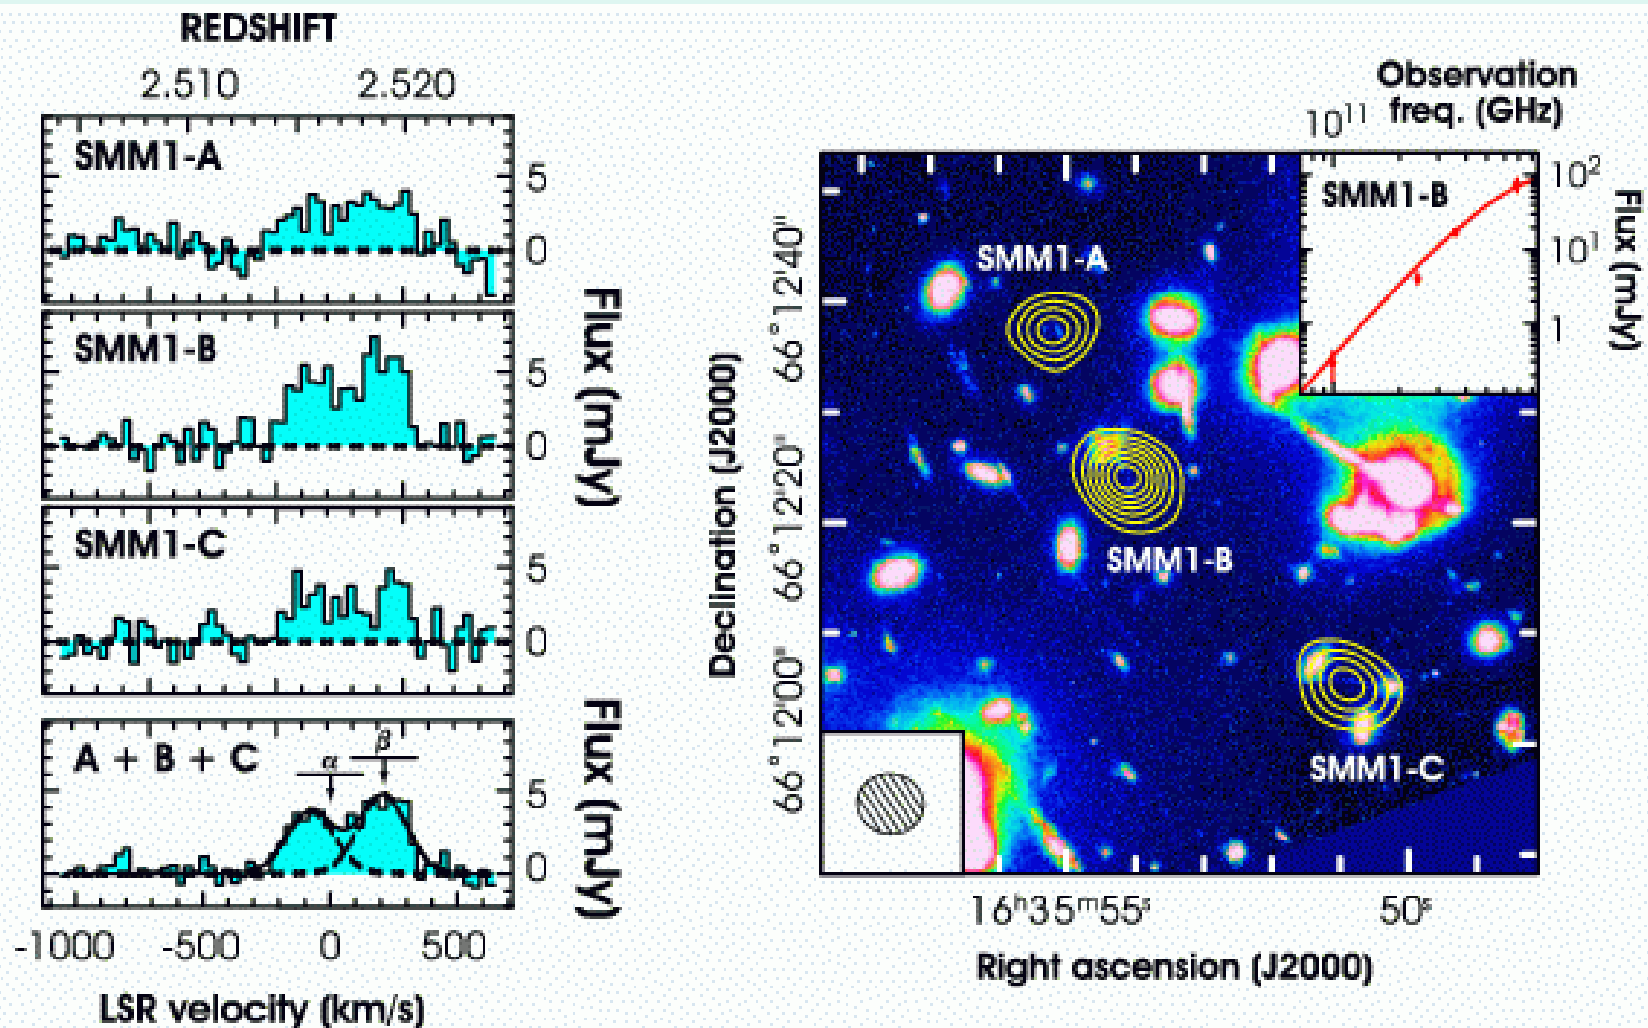 REDSHIFT
2.510 2.520
SMM1-A
5
0
SMM1-B
5
0
SMM1-C
5
0
Flux (mJy)
A + B + C
α
β
5
0
Flux (mJy)
-1000 -500 0 500
LSR velocity (km/s)
Observation
freq. (GHz)
10¹¹
SMM1-B
10²
10¹
1
Flux (mJy)
SMM1-A
SMM1-B
SMM1-C
Declination (J2000)
66°12'40"
66°12'20"
66°12'00"
16ʰ35ᵐ55ˢ 50ˢ
Right ascension (J2000)